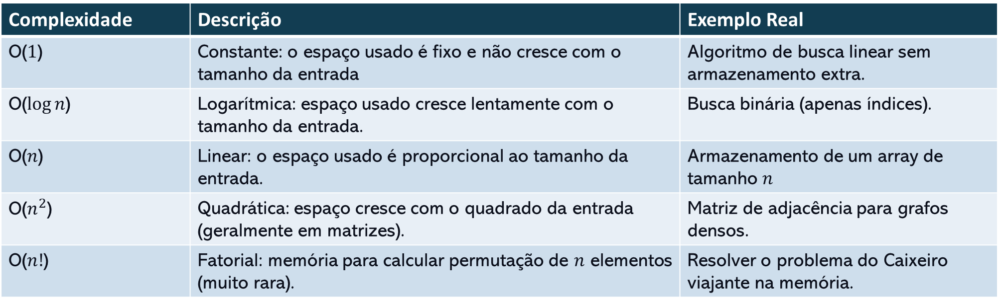 Complexidade Descrição Exemplo Real
O(1) Constante: o espaço usado é fixo e não cresce com o Algoritmo de busca linear sem
tamanho da entrada armazenamento extra.
O(log n) Logarítmica: espaço usado cresce lentamente com o Busca binária (apenas índices).
tamanho da entrada.
O(n) Linear: o espaço usado é proporcional ao tamanho da Armazenamento de um array de
entrada. tamanho n
O(n²) Quadrática: espaço cresce com o quadrado da entrada Matriz de adjacência para grafos
(geralmente em matrizes). densos.
O(n!) Fatorial: memória para calcular permutação de n elementos Resolver o problema do Caixeiro
(muito rara). viajante na memória.